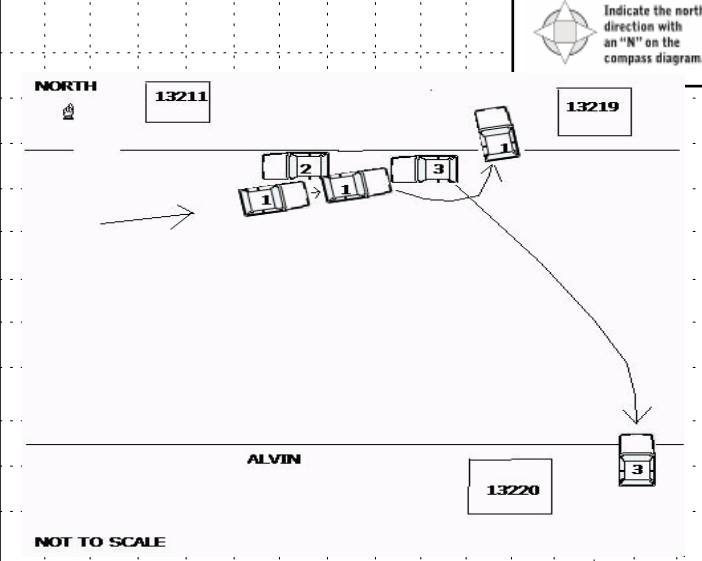 Indicate the north
direction with
an “N” on the
compass diagram.
NORTH
13211
13219
2
3
1
1
1
ALVIN
3
13220
NOT TO SCALE